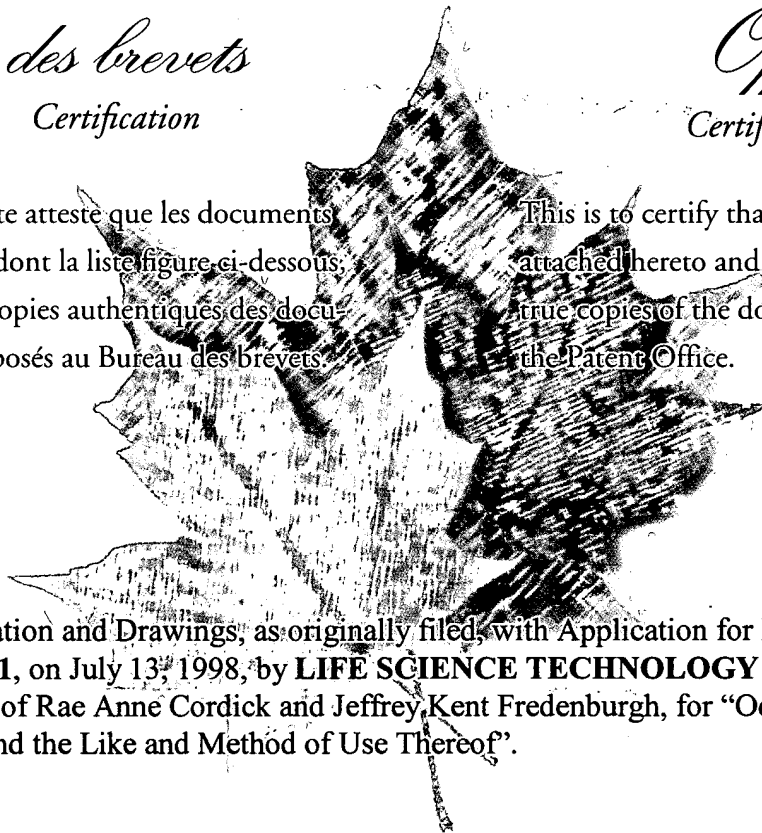 des brevets
Certification
te atteste que les documents
dont la liste figure ci-dessous,
opies authentiques des docu-
posés au Bureau des brevets.
Certif
This is to certify tha
attached hereto and
true copies of the do
the Patent Office.
ation and Drawings, as originally filed, with Application for
1, on July 13, 1998, by LIFE SCIENCE TECHNOLOGY
of Rae Anne Cordick and Jeffrey Kent Fredenburgh, for “Od
nd the Like and Method of Use Thereof”.